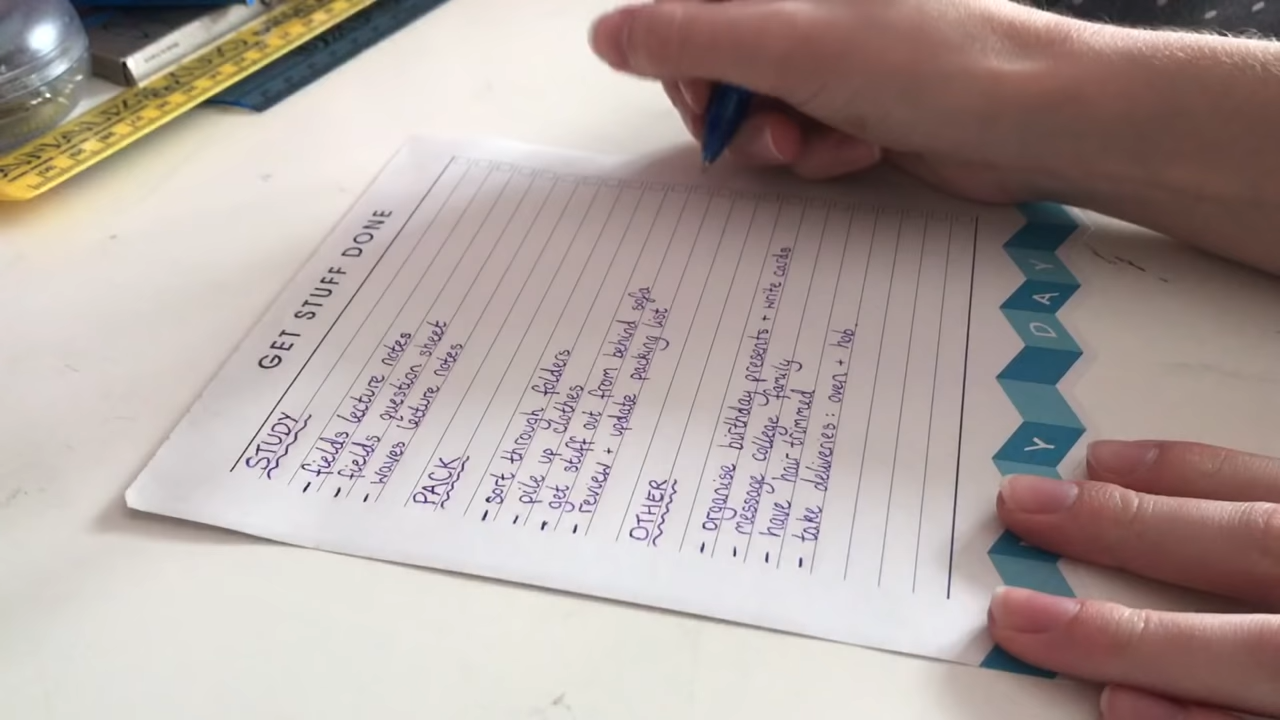 GET STUFF DONE
STUDY
- fields lecture notes
- fields question sheet
- waves lecture notes
PACK
- sort through folders
- pile up clothes
- get stuff out from behind sofa
- review + update packing list
OTHER
- organise birthday presents + write cards
- message college family
- have hair trimmed
- take deliveries: oven + hob.
Y DAY